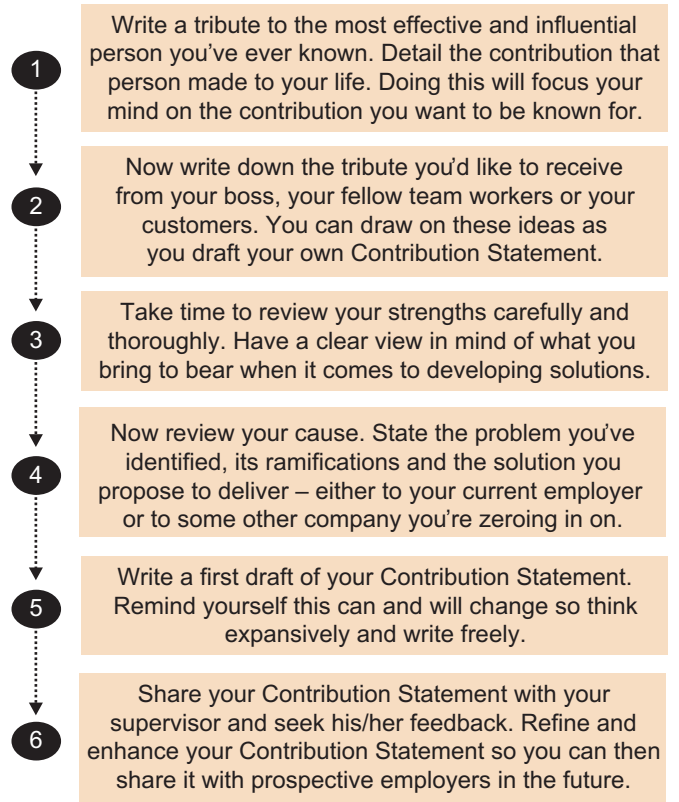 1
Write a tribute to the most effective and influential
person you’ve ever known. Detail the contribution that
person made to your life. Doing this will focus your
mind on the contribution you want to be known for.
2
Now write down the tribute you’d like to receive
from your boss, your fellow team workers or your
customers. You can draw on these ideas as
you draft your own Contribution Statement.
3
Take time to review your strengths carefully and
thoroughly. Have a clear view in mind of what you
bring to bear when it comes to developing solutions.
4
Now review your cause. State the problem you’ve
identified, its ramifications and the solution you
propose to deliver – either to your current employer
or to some other company you’re zeroing in on.
5
Write a first draft of your Contribution Statement.
Remind yourself this can and will change so think
expansively and write freely.
6
Share your Contribution Statement with your
supervisor and seek his/her feedback. Refine and
enhance your Contribution Statement so you can then
share it with prospective employers in the future.